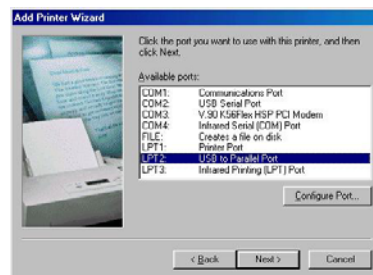 Add Printer Wizard
Click the port you want to use with this printer, and then
click Next.
Available ports:
COM1: Communications Port
COM2: USB Serial Port
COM3: V.90 K56Flex HSP PCI Modem
COM4: Infrared Serial (COM) Port
FILE: Creates a file on disk.
LPT1: Printer Port
LPT2: USB to Parallel Port
LPT3: Infrared Printing (LPT) Port
Configure Port...
< Back
Next >
Cancel